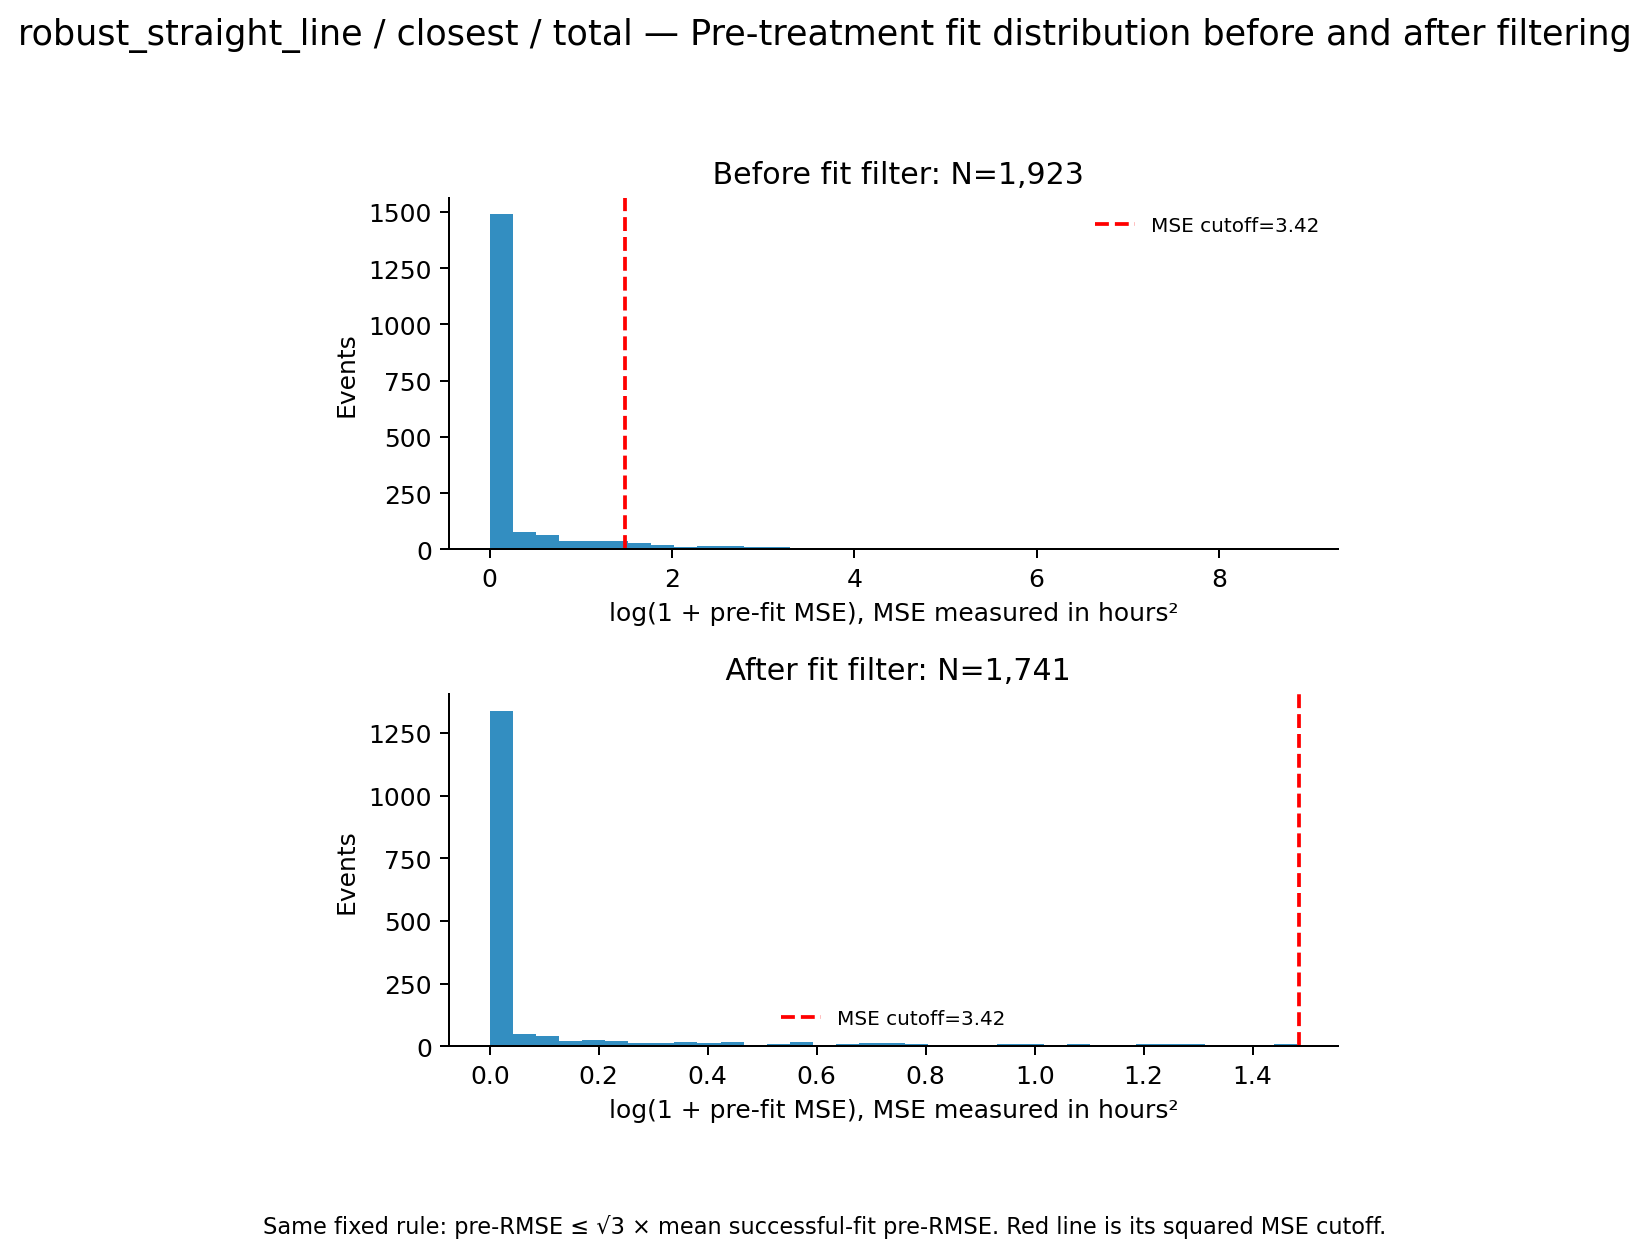 robust_straight_line / closest / total — Pre-treatment fit distribution before and after filtering
Before fit filter: N=1,923
MSE cutoff=3.42
1500
1250
1000
750
500
250
0
Events
0 2 4 6 8
log(1 + pre-fit MSE), MSE measured in hours²
After fit filter: N=1,741
1250
1000
750
500
250
0
Events
MSE cutoff=3.42
0.0 0.2 0.4 0.6 0.8 1.0 1.2 1.4
log(1 + pre-fit MSE), MSE measured in hours²
Same fixed rule: pre-RMSE ≤ √3 × mean successful-fit pre-RMSE. Red line is its squared MSE cutoff.